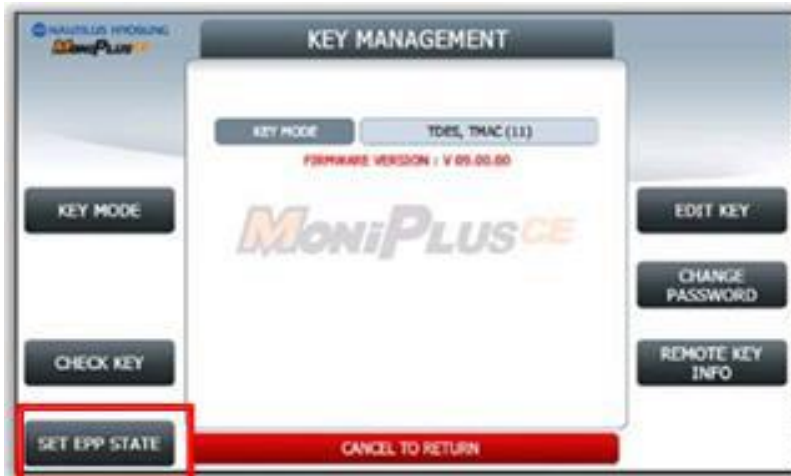 NAUTILUS HYOSUNG
MoniPlus
KEY MANAGEMENT
KEY MODE
TDES, TMAC (11)
FIRMWARE VERSION : V 09.00.00
MoniPlusCE
KEY MODE
EDIT KEY
CHANGE
PASSWORD
CHECK KEY
REMOTE KEY
INFO
SET EPP STATE
CANCEL TO RETURN